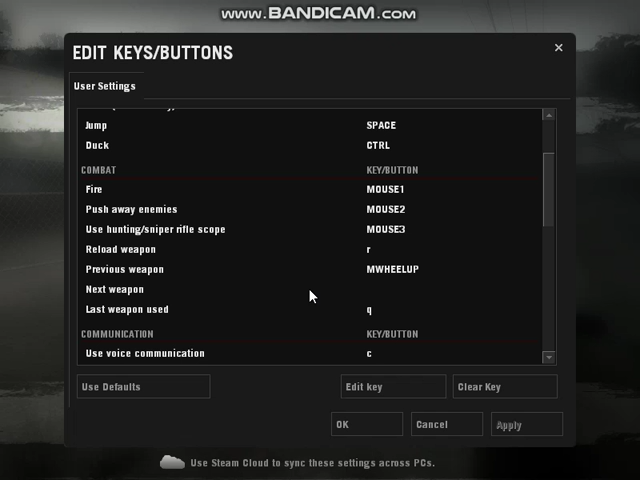 www.BANDICAM.com
EDIT KEYS/BUTTONS
User Settings
Jump SPACE
Duck CTRL
COMBAT KEY/BUTTON
Fire MOUSE1
Push away enemies MOUSE2
Use hunting/sniper rifle scope MOUSE3
Reload weapon r
Previous weapon MWHEELUP
Next weapon
Last weapon used q
COMMUNICATION KEY/BUTTON
Use voice communication c
Use Defaults Edit key Clear Key
OK Cancel Apply
Use Steam Cloud to sync these settings across PCs.